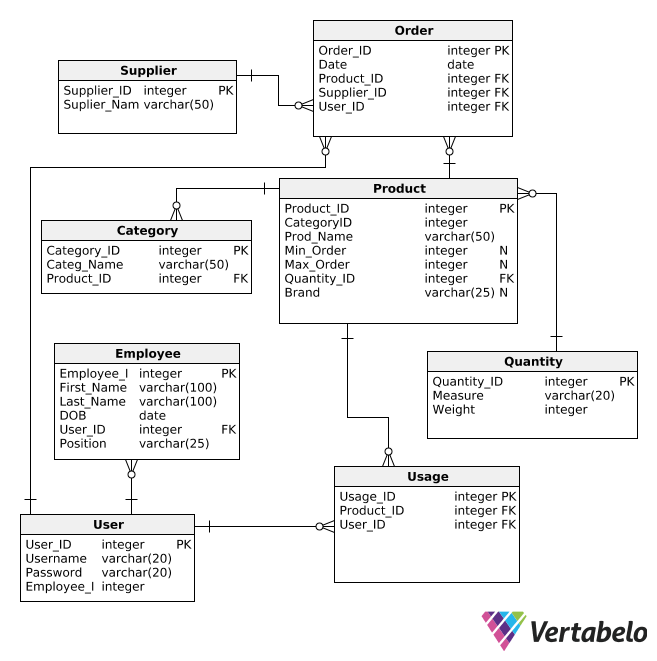 Order
Order_ID integer PK
Date date
Product_ID integer FK
Supplier_ID integer FK
User_ID integer FK
Supplier
Supplier_ID integer PK
Suplier_Nam varchar(50)
Product
Product_ID integer PK
CategoryID integer
Prod_Name varchar(50)
Min_Order integer N
Max_Order integer N
Quantity_ID integer FK
Brand varchar(25) N
Category
Category_ID integer PK
Categ_Name varchar(50)
Product_ID integer FK
Employee
Employee_I integer PK
First_Name varchar(100)
Last_Name varchar(100)
DOB date
User_ID integer FK
Position varchar(25)
Quantity
Quantity_ID integer PK
Measure varchar(20)
Weight integer
Usage
Usage_ID integer PK
Product_ID integer FK
User_ID integer FK
User
User_ID integer PK
Username varchar(20)
Password varchar(20)
Employee_I integer
Vertabelo